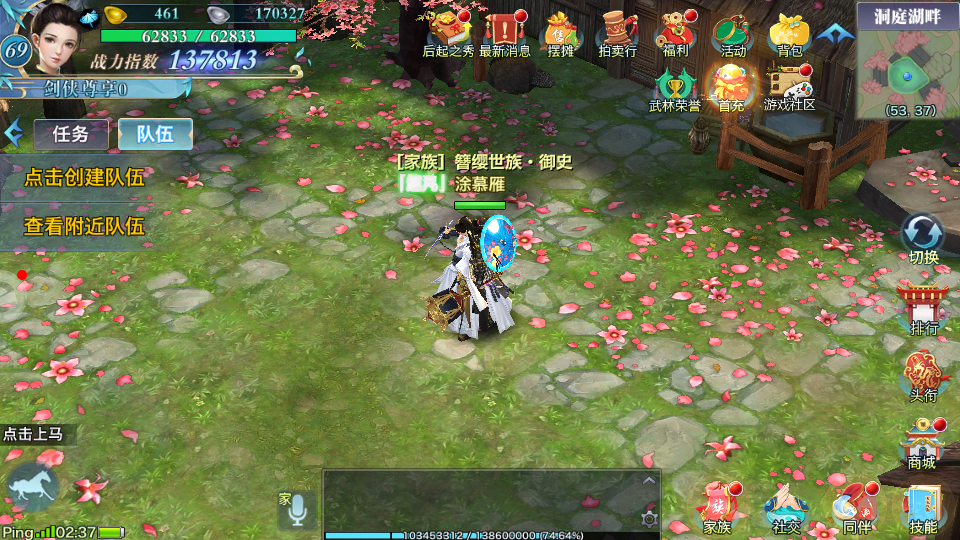 461 170327
62833 / 62833
69
战力指数 137813
剑侠尊享0
任务 队伍
点击创建队伍
查看附近队伍
后起之秀 最新消息 摆摊 拍卖行 福利 活动 背包
武林荣誉 首充 游戏社区
洞庭湖畔
(53, 37)
[家族] 簪缨世族·御史
涂慕雁
切换
排行
头衔
商城
点击上马
家
家族 社交 同伴 技能
Ping 02:37
103453312 / 138600000 (74.64%)